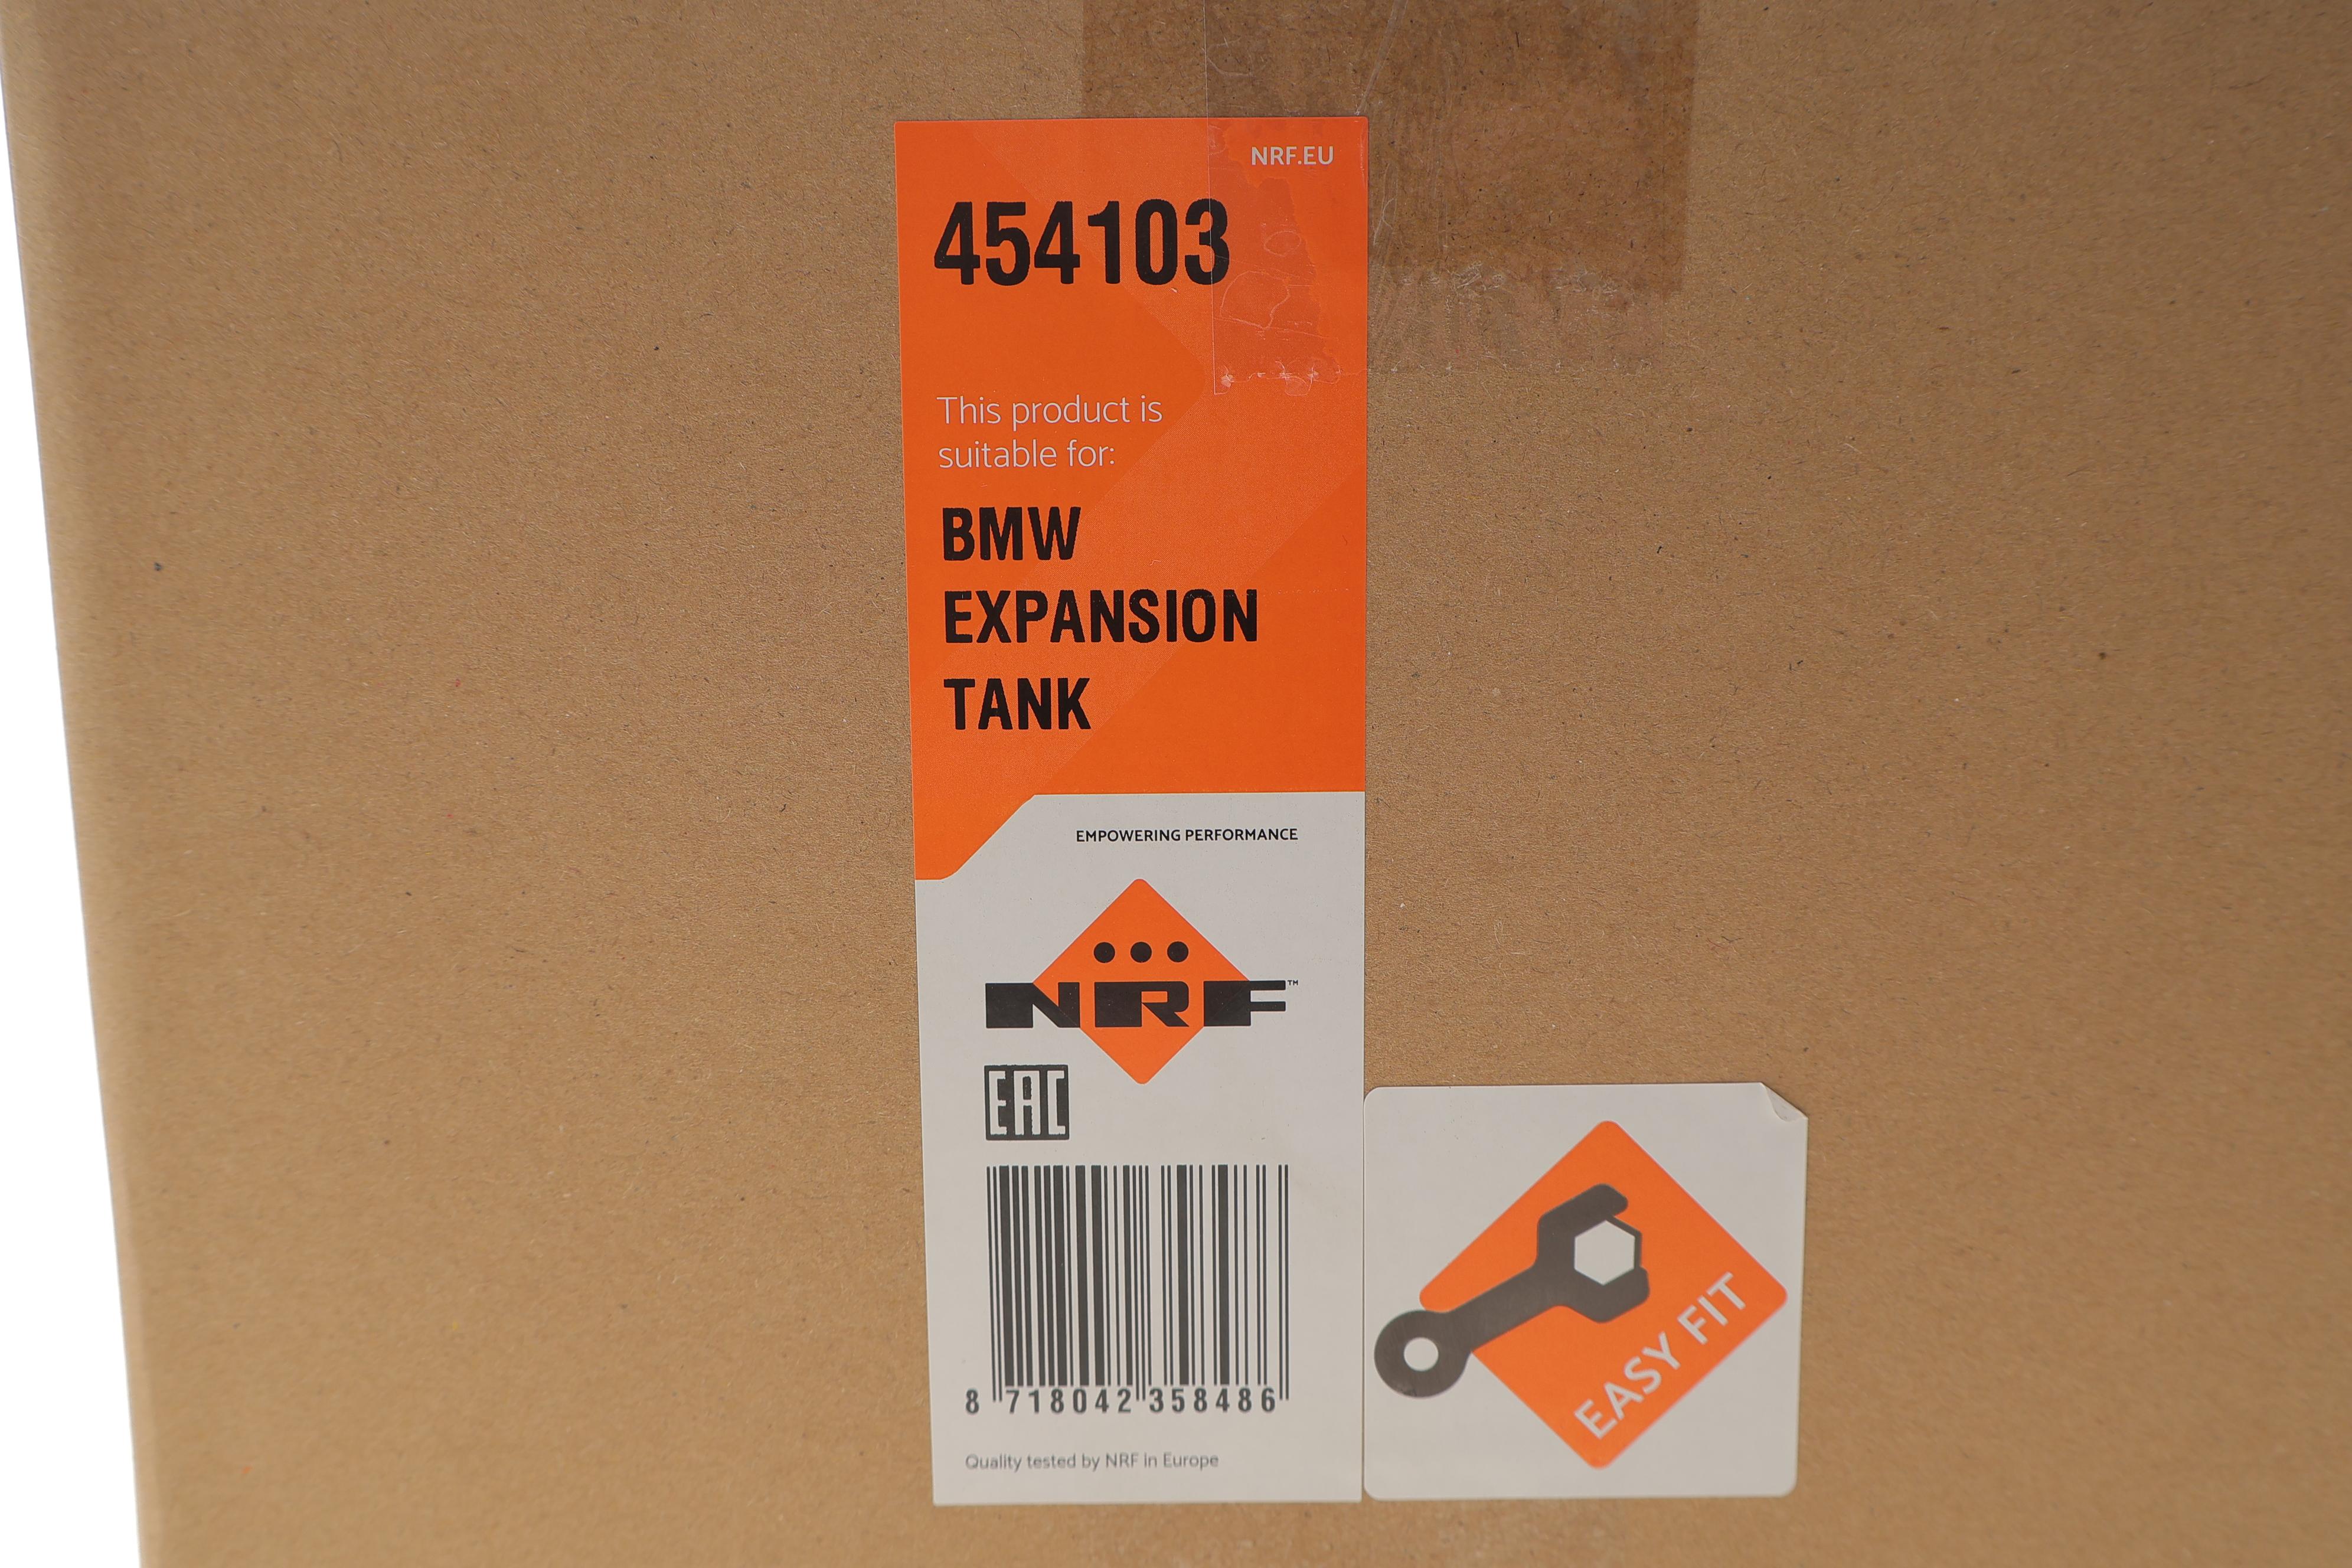 NRF.EU
454103
This product is
suitable for:
BMW
EXPANSION
TANK
EMPOWERING PERFORMANCE
NRF™
EAC
8 718042 358486
Quality tested by NRF in Europe
EASY FIT